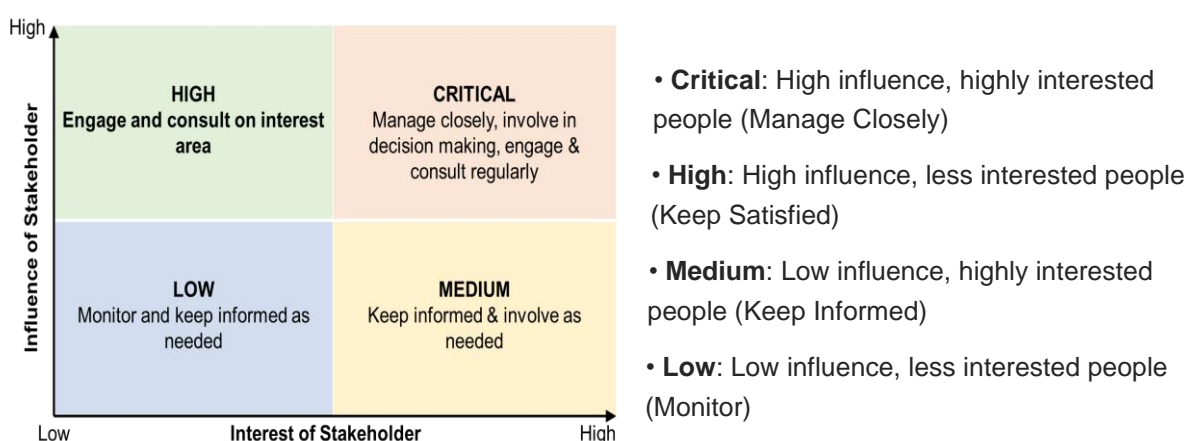 High
Influence of Stakeholder
HIGH
Engage and consult on interest
area
CRITICAL
Manage closely, involve in
decision making, engage &
consult regularly
LOW
Monitor and keep informed as
needed
MEDIUM
Keep informed & involve as
needed
Low
Interest of Stakeholder
High
• Critical: High influence, highly interested
people (Manage Closely)
• High: High influence, less interested people
(Keep Satisfied)
• Medium: Low influence, highly interested
people (Keep Informed)
• Low: Low influence, less interested people
(Monitor)